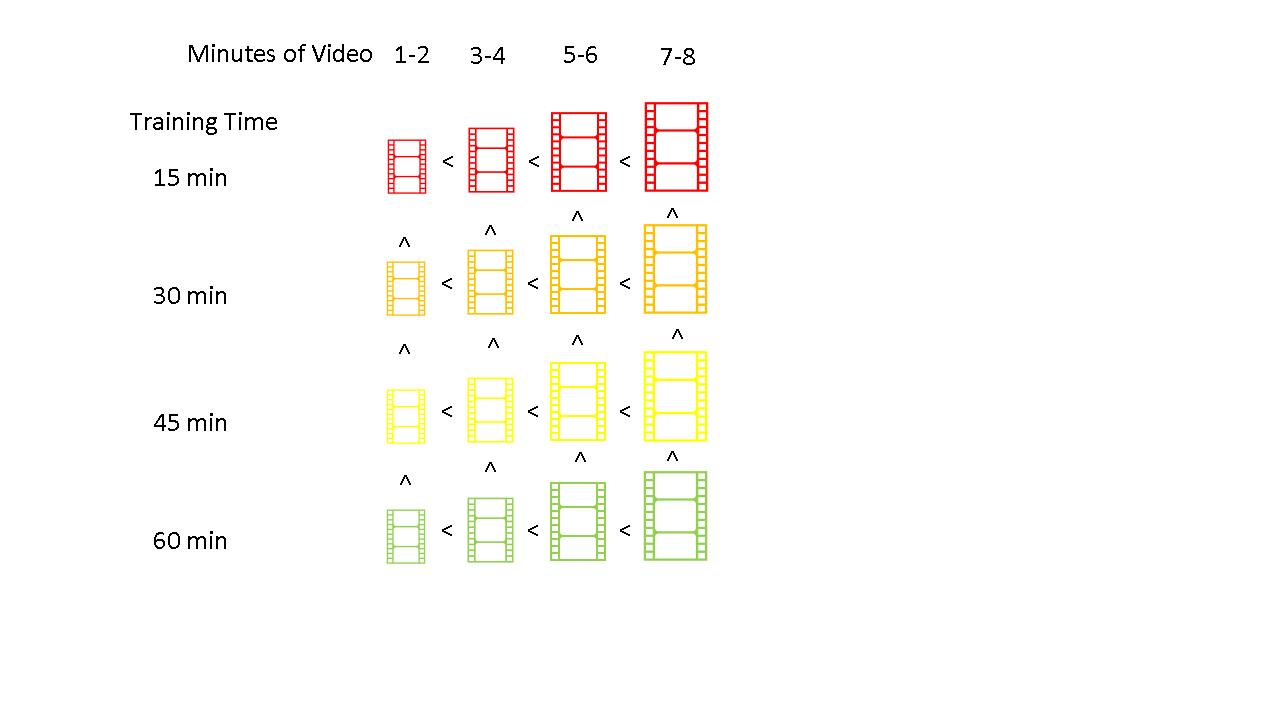 Minutes of Video 1-2 3-4 5-6 7-8
Training Time
15 min < < <
^ ^ ^ ^
30 min < < <
^ ^ ^ ^
45 min < < <
^ ^ ^ ^
60 min < < <